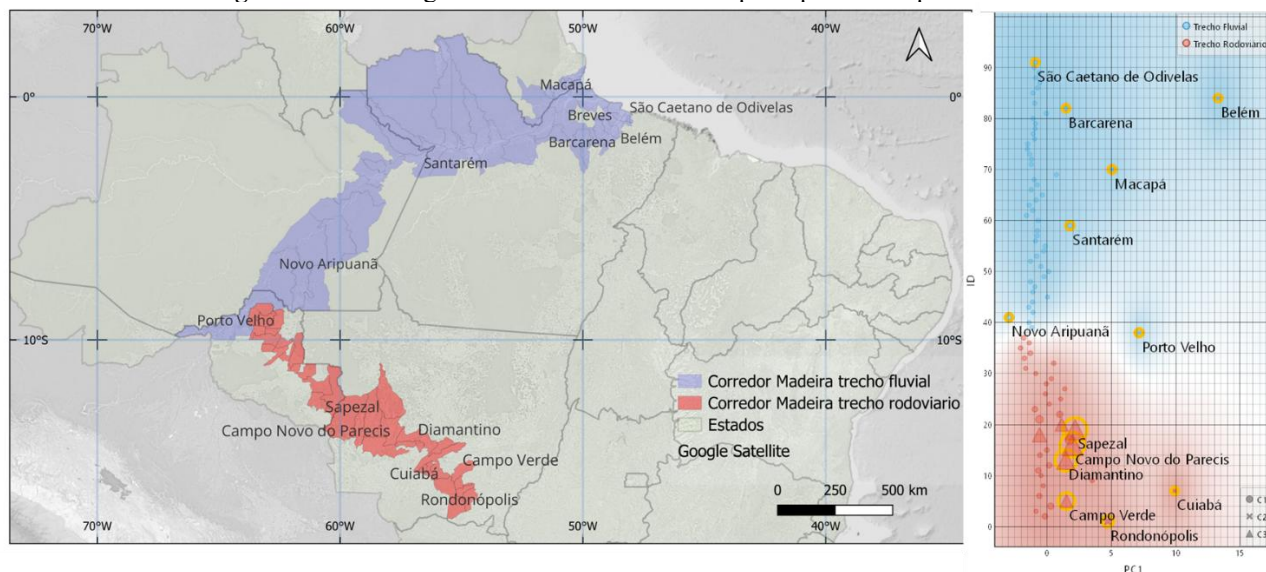 70°W
60°W
50°W
40°W
0°
0°
10°S
10°S
70°W
60°W
50°W
40°W
Macapá
São Caetano de Odivelas
Breves
Barcarena
Belém
Santarém
Novo Aripuanã
Porto Velho
Sapezal
Campo Novo do Parecis
Diamantino
Campo Verde
Cuiabá
Rondonópolis
Corredor Madeira trecho fluvial
Corredor Madeira trecho rodoviario
Estados
Google Satellite
0
250
500 km
Trecho Fluvial
Trecho Rodoviario
90
80
70
60
50
40
30
20
10
0
ID
São Caetano de Odivelas
Belém
Barcarena
Macapá
Santarém
Novo Aripuanã
Porto Velho
Sapezal
Campo Novo do Parecis
Diamantino
Cuiabá
Campo Verde
Rondonópolis
C1
C2
C3
0
5
10
15
PC1